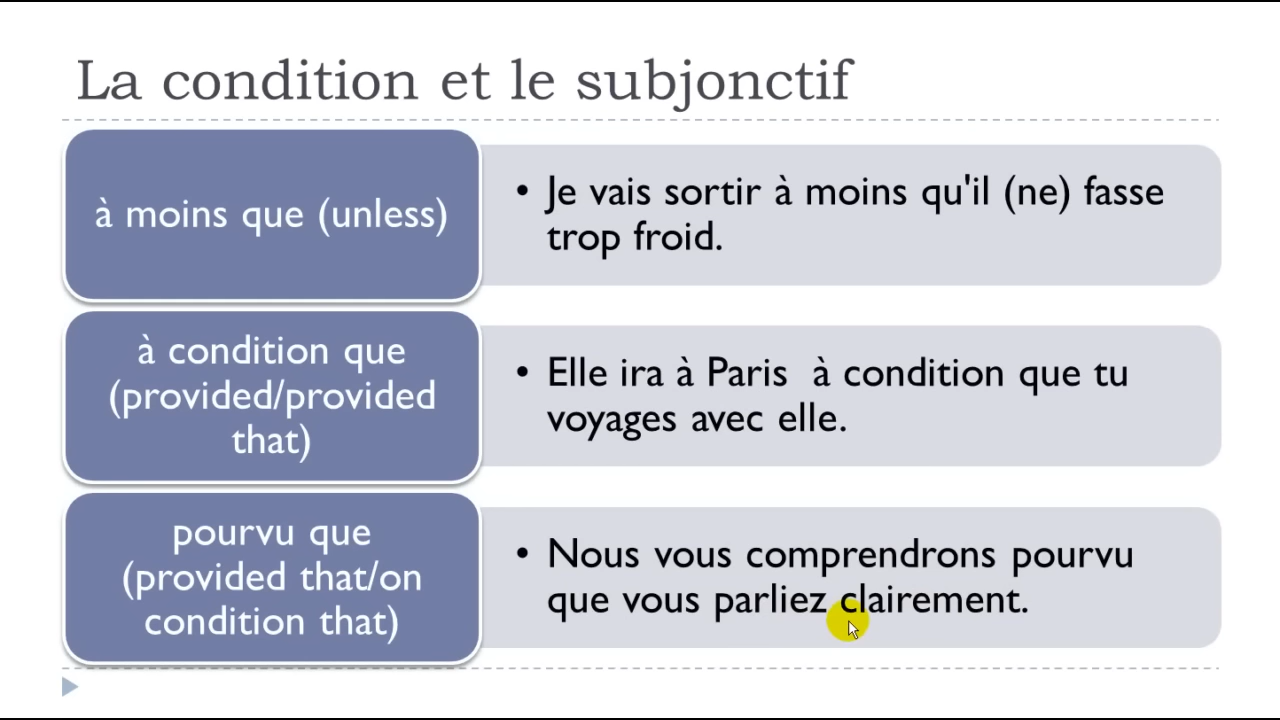 La condition et le subjonctif
à moins que (unless)
• Je vais sortir à moins qu'il (ne) fasse
trop froid.
à condition que
(provided/provided
that)
• Elle ira à Paris  à condition que tu
voyages avec elle.
pourvu que
(provided that/on
condition that)
• Nous vous comprendrons pourvu
que vous parliez clairement.